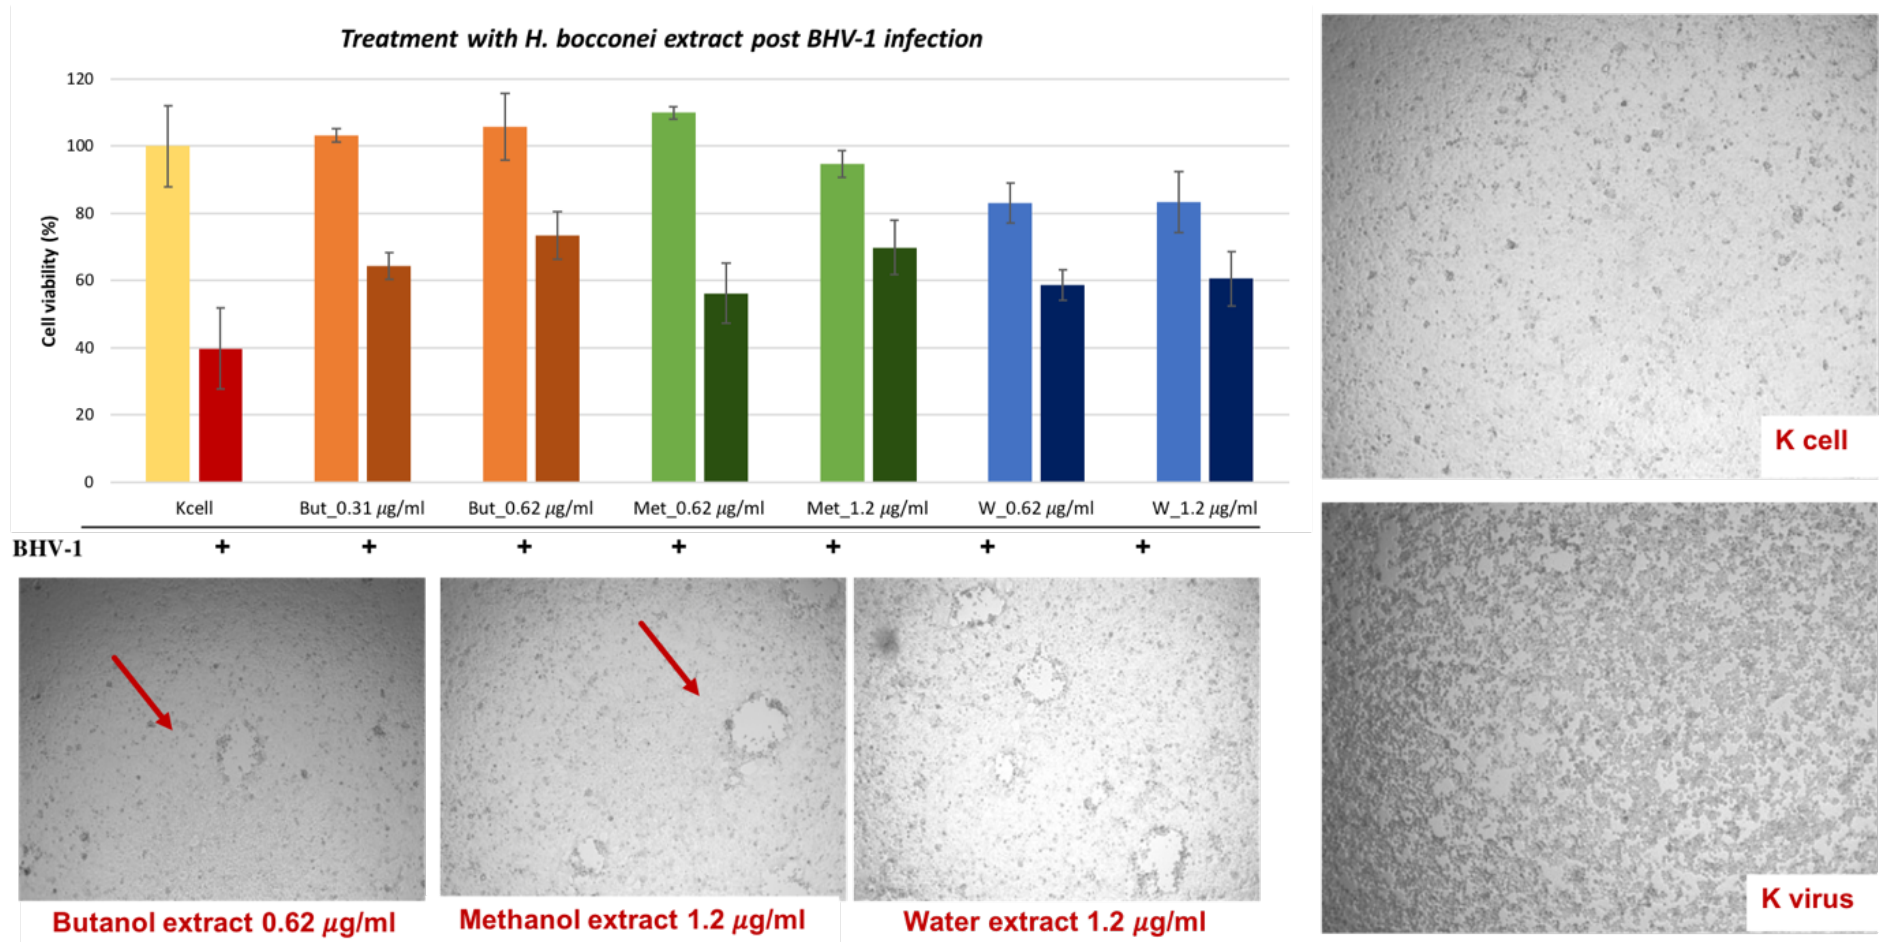 Treatment with H. bocconei extract post BHV-1 infection
Cell viability (%)
120
100
80
60
40
20
0
Kcell But_0.31 µg/ml But_0.62 µg/ml Met_0.62 µg/ml Met_1.2 µg/ml W_0.62 µg/ml W_1.2 µg/ml
BHV-1 + + + + + + +
K cell
K virus
Butanol extract 0.62 µg/ml
Methanol extract 1.2 µg/ml
Water extract 1.2 µg/ml